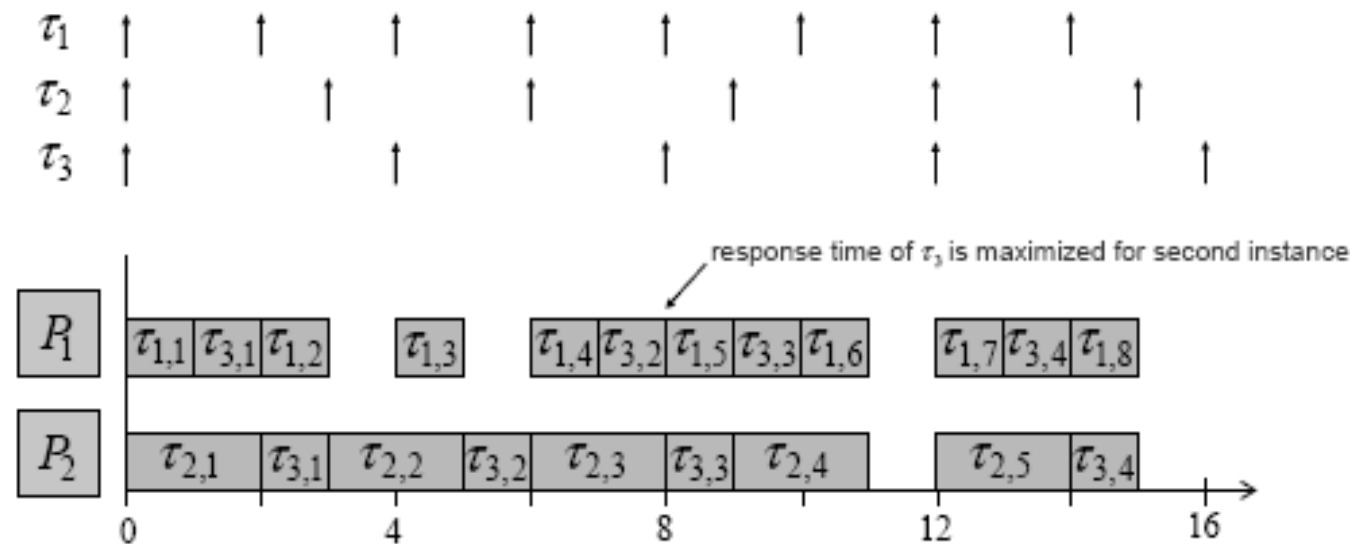 τ1
τ2
τ3
response time of τ3 is maximized for second instance
P1 τ1,1 τ3,1 τ1,2 τ1,3 τ1,4 τ3,2 τ1,5 τ3,3 τ1,6 τ1,7 τ3,4 τ1,8
P2 τ2,1 τ3,1 τ2,2 τ3,2 τ2,3 τ3,3 τ2,4 τ2,5 τ3,4
0 4 8 12 16